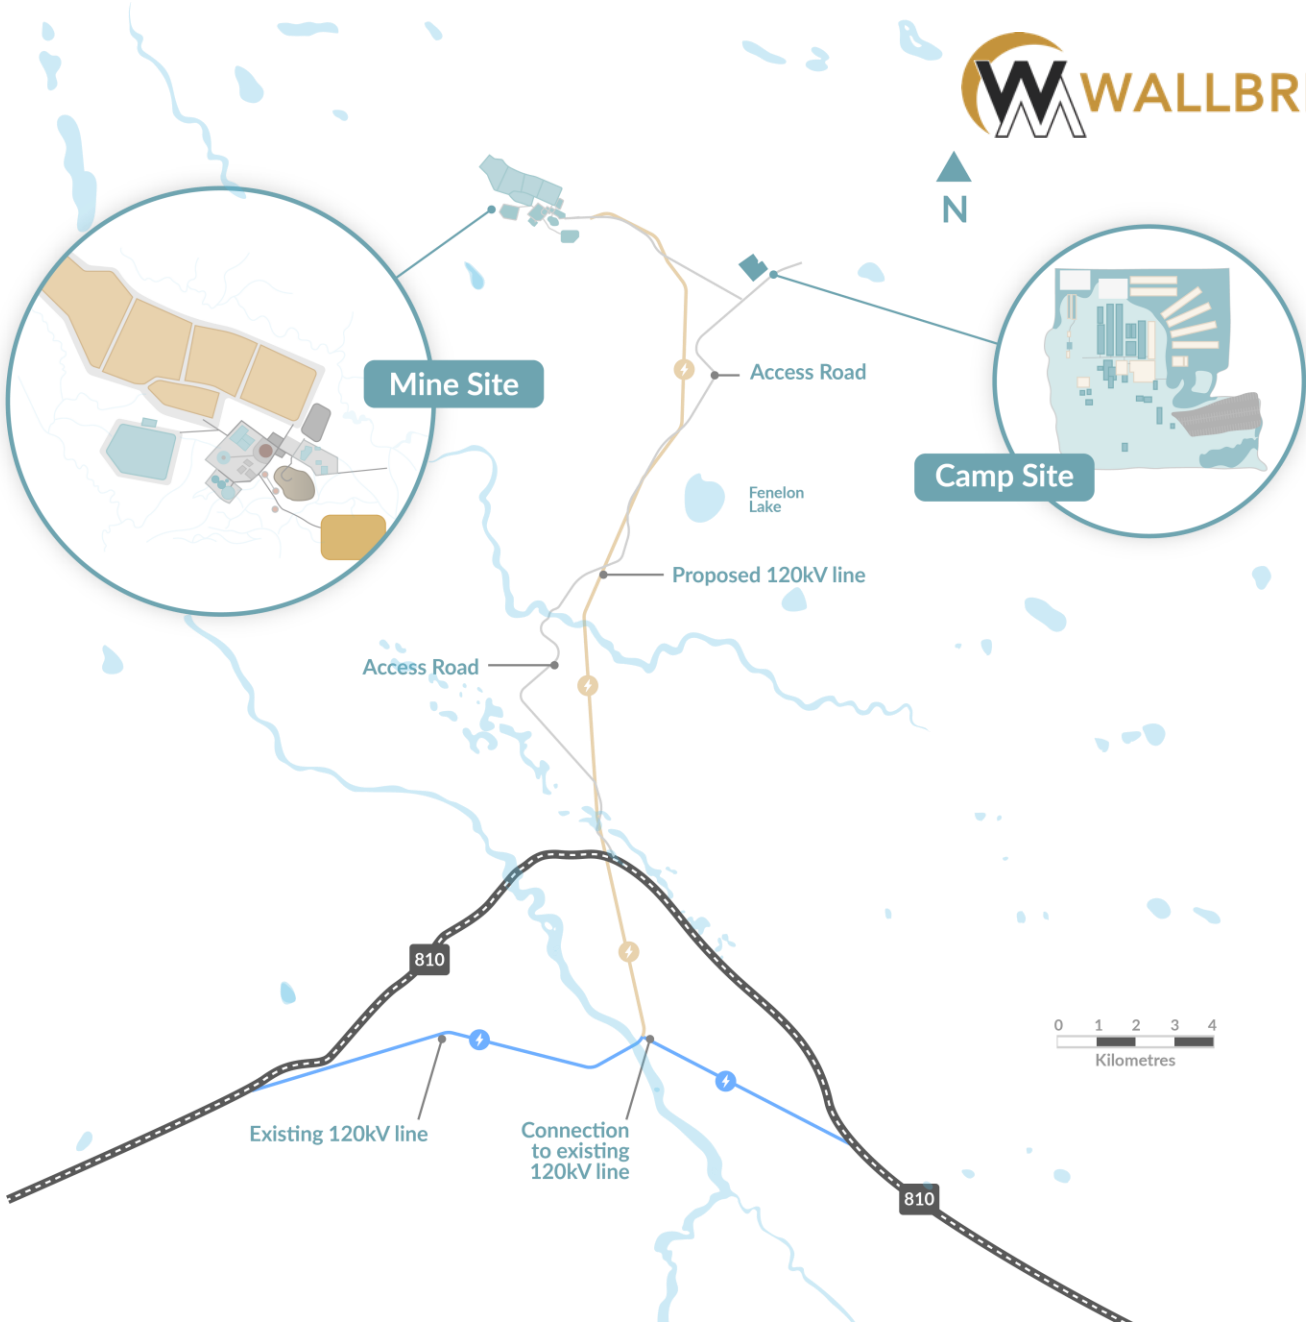 WALLBR
N
Mine Site
Access Road
Camp Site
Fenelon
Lake
Proposed 120kV line
Access Road
810
0 1 2 3 4
Kilometres
Existing 120kV line
Connection
to existing
120kV line
810